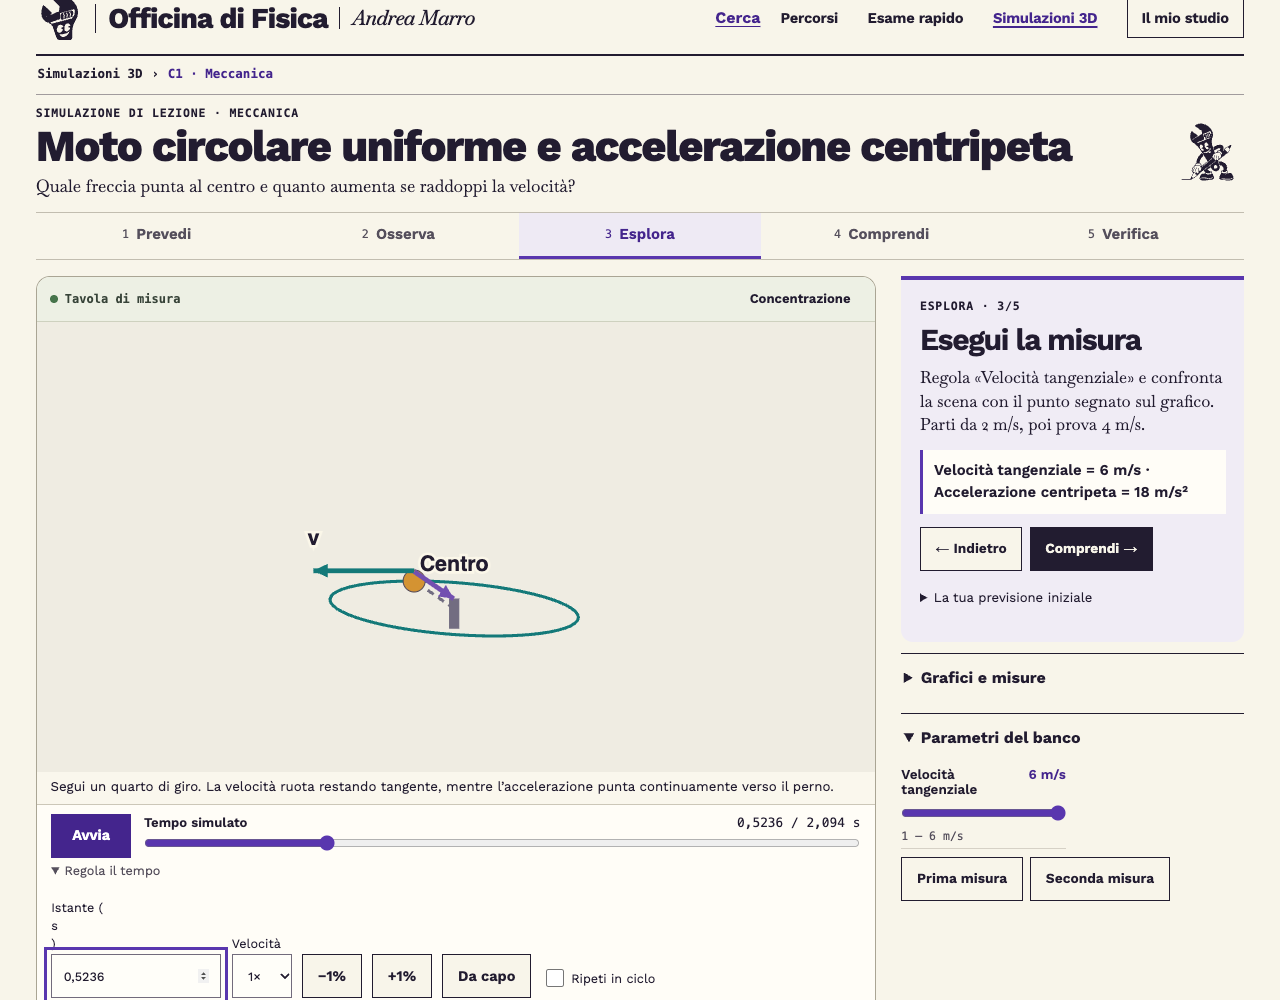 Officina di Fisica
Andrea Marro
Cerca
Percorsi
Esame rapido
Simulazioni 3D
Il mio studio
Simulazioni 3D › C1 · Meccanica
SIMULAZIONE DI LEZIONE · MECCANICA
Moto circolare uniforme e accelerazione centripeta
Quale freccia punta al centro e quanto aumenta se raddoppi la velocità?
1 Prevedi
2 Osserva
3 Esplora
4 Comprendi
5 Verifica
Tavola di misura
Concentrazione
v
Centro
Segui un quarto di giro. La velocità ruota restando tangente, mentre l’accelerazione punta continuamente verso il perno.
Avvia
Tempo simulato
0,5236 / 2,094 s
▼ Regola il tempo
Istante (
s
)
Velocità
0,5236
1×
−1%
+1%
Da capo
Ripeti in ciclo
ESPLORA · 3/5
Esegui la misura
Regola «Velocità tangenziale» e confronta
la scena con il punto segnato sul grafico.
Parti da 2 m/s, poi prova 4 m/s.
Velocità tangenziale = 6 m/s ·
Accelerazione centripeta = 18 m/s²
← Indietro
Comprendi →
▶ La tua previsione iniziale
▶ Grafici e misure
▼ Parametri del banco
Velocità
tangenziale
6 m/s
1 — 6 m/s
Prima misura
Seconda misura